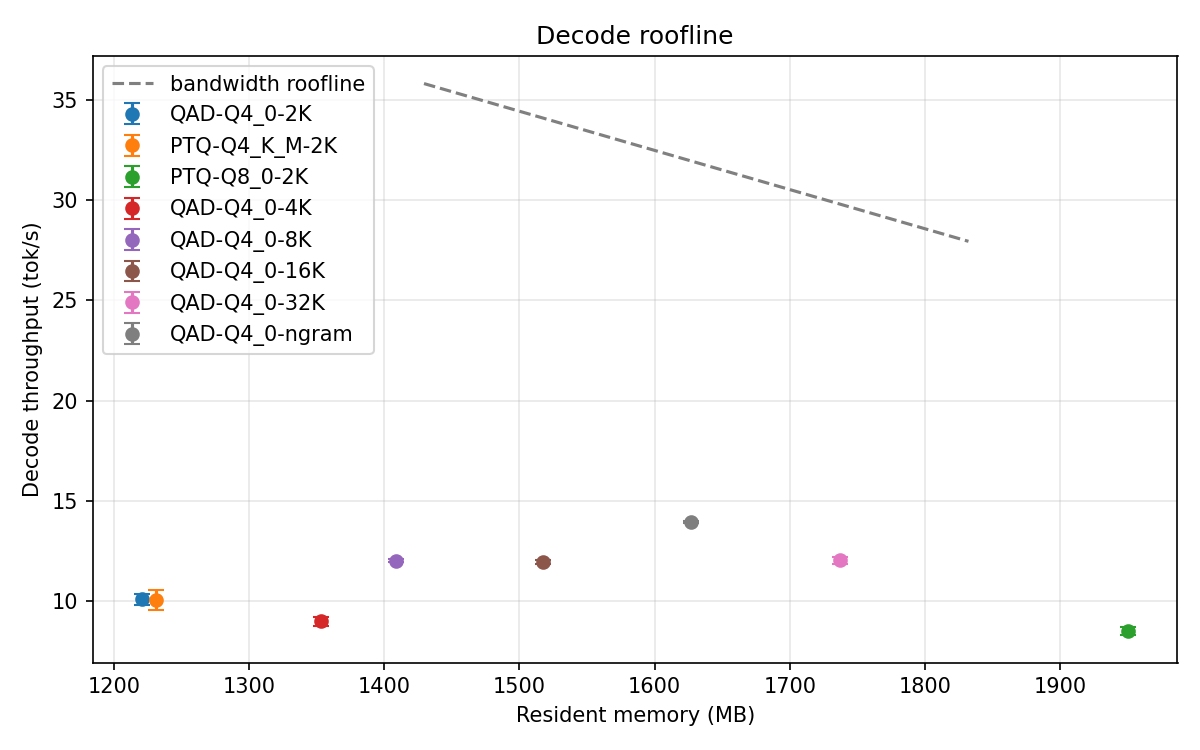 Decode roofline
bandwidth roofline
QAD-Q4_0-2K
PTQ-Q4_K_M-2K
PTQ-Q8_0-2K
QAD-Q4_0-4K
QAD-Q4_0-8K
QAD-Q4_0-16K
QAD-Q4_0-32K
QAD-Q4_0-ngram
Decode throughput (tok/s)
35
30
25
20
15
10
1200 1300 1400 1500 1600 1700 1800 1900
Resident memory (MB)